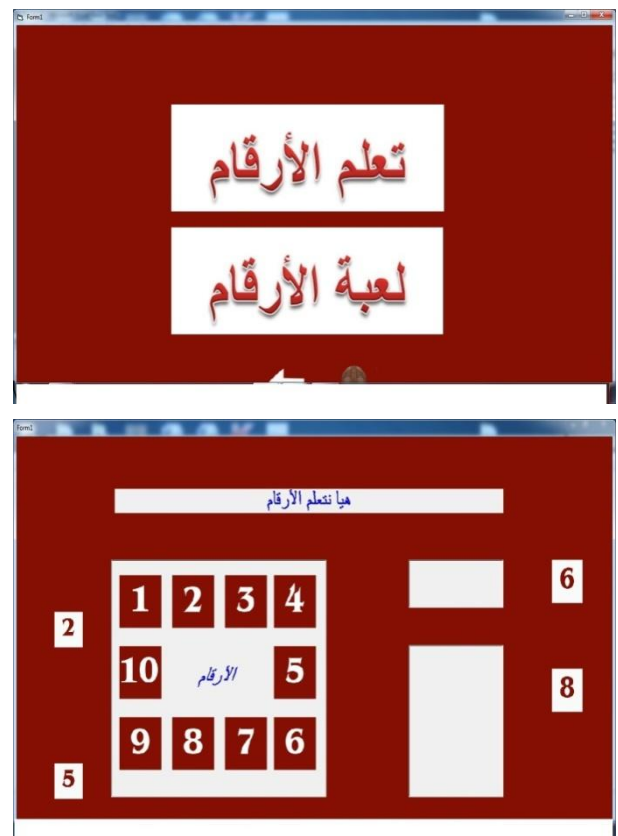 Form1
تعلم الأرقام
لعبة الأرقام
Form1
هيا نتعلم الأرقام
1 2 3 4
6
2
10 الأرقام 5
8
9 8 7 6
5